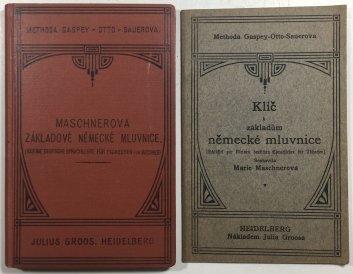 METHODA GASPEY-OTTO-SAUEROVA.
MASCHNEROVA
ZÁKLADOVÉ NĚMECKÉ MLUVNICE.
JULIUS GROOS. HEIDELBERG
Methoda Gaspey-Otto-Sauerova
Klíč
k
základům
německé mluvnice
Sestavila
Marie Maschnerova
HEIDELBERG
Nákladem Julia Groosa